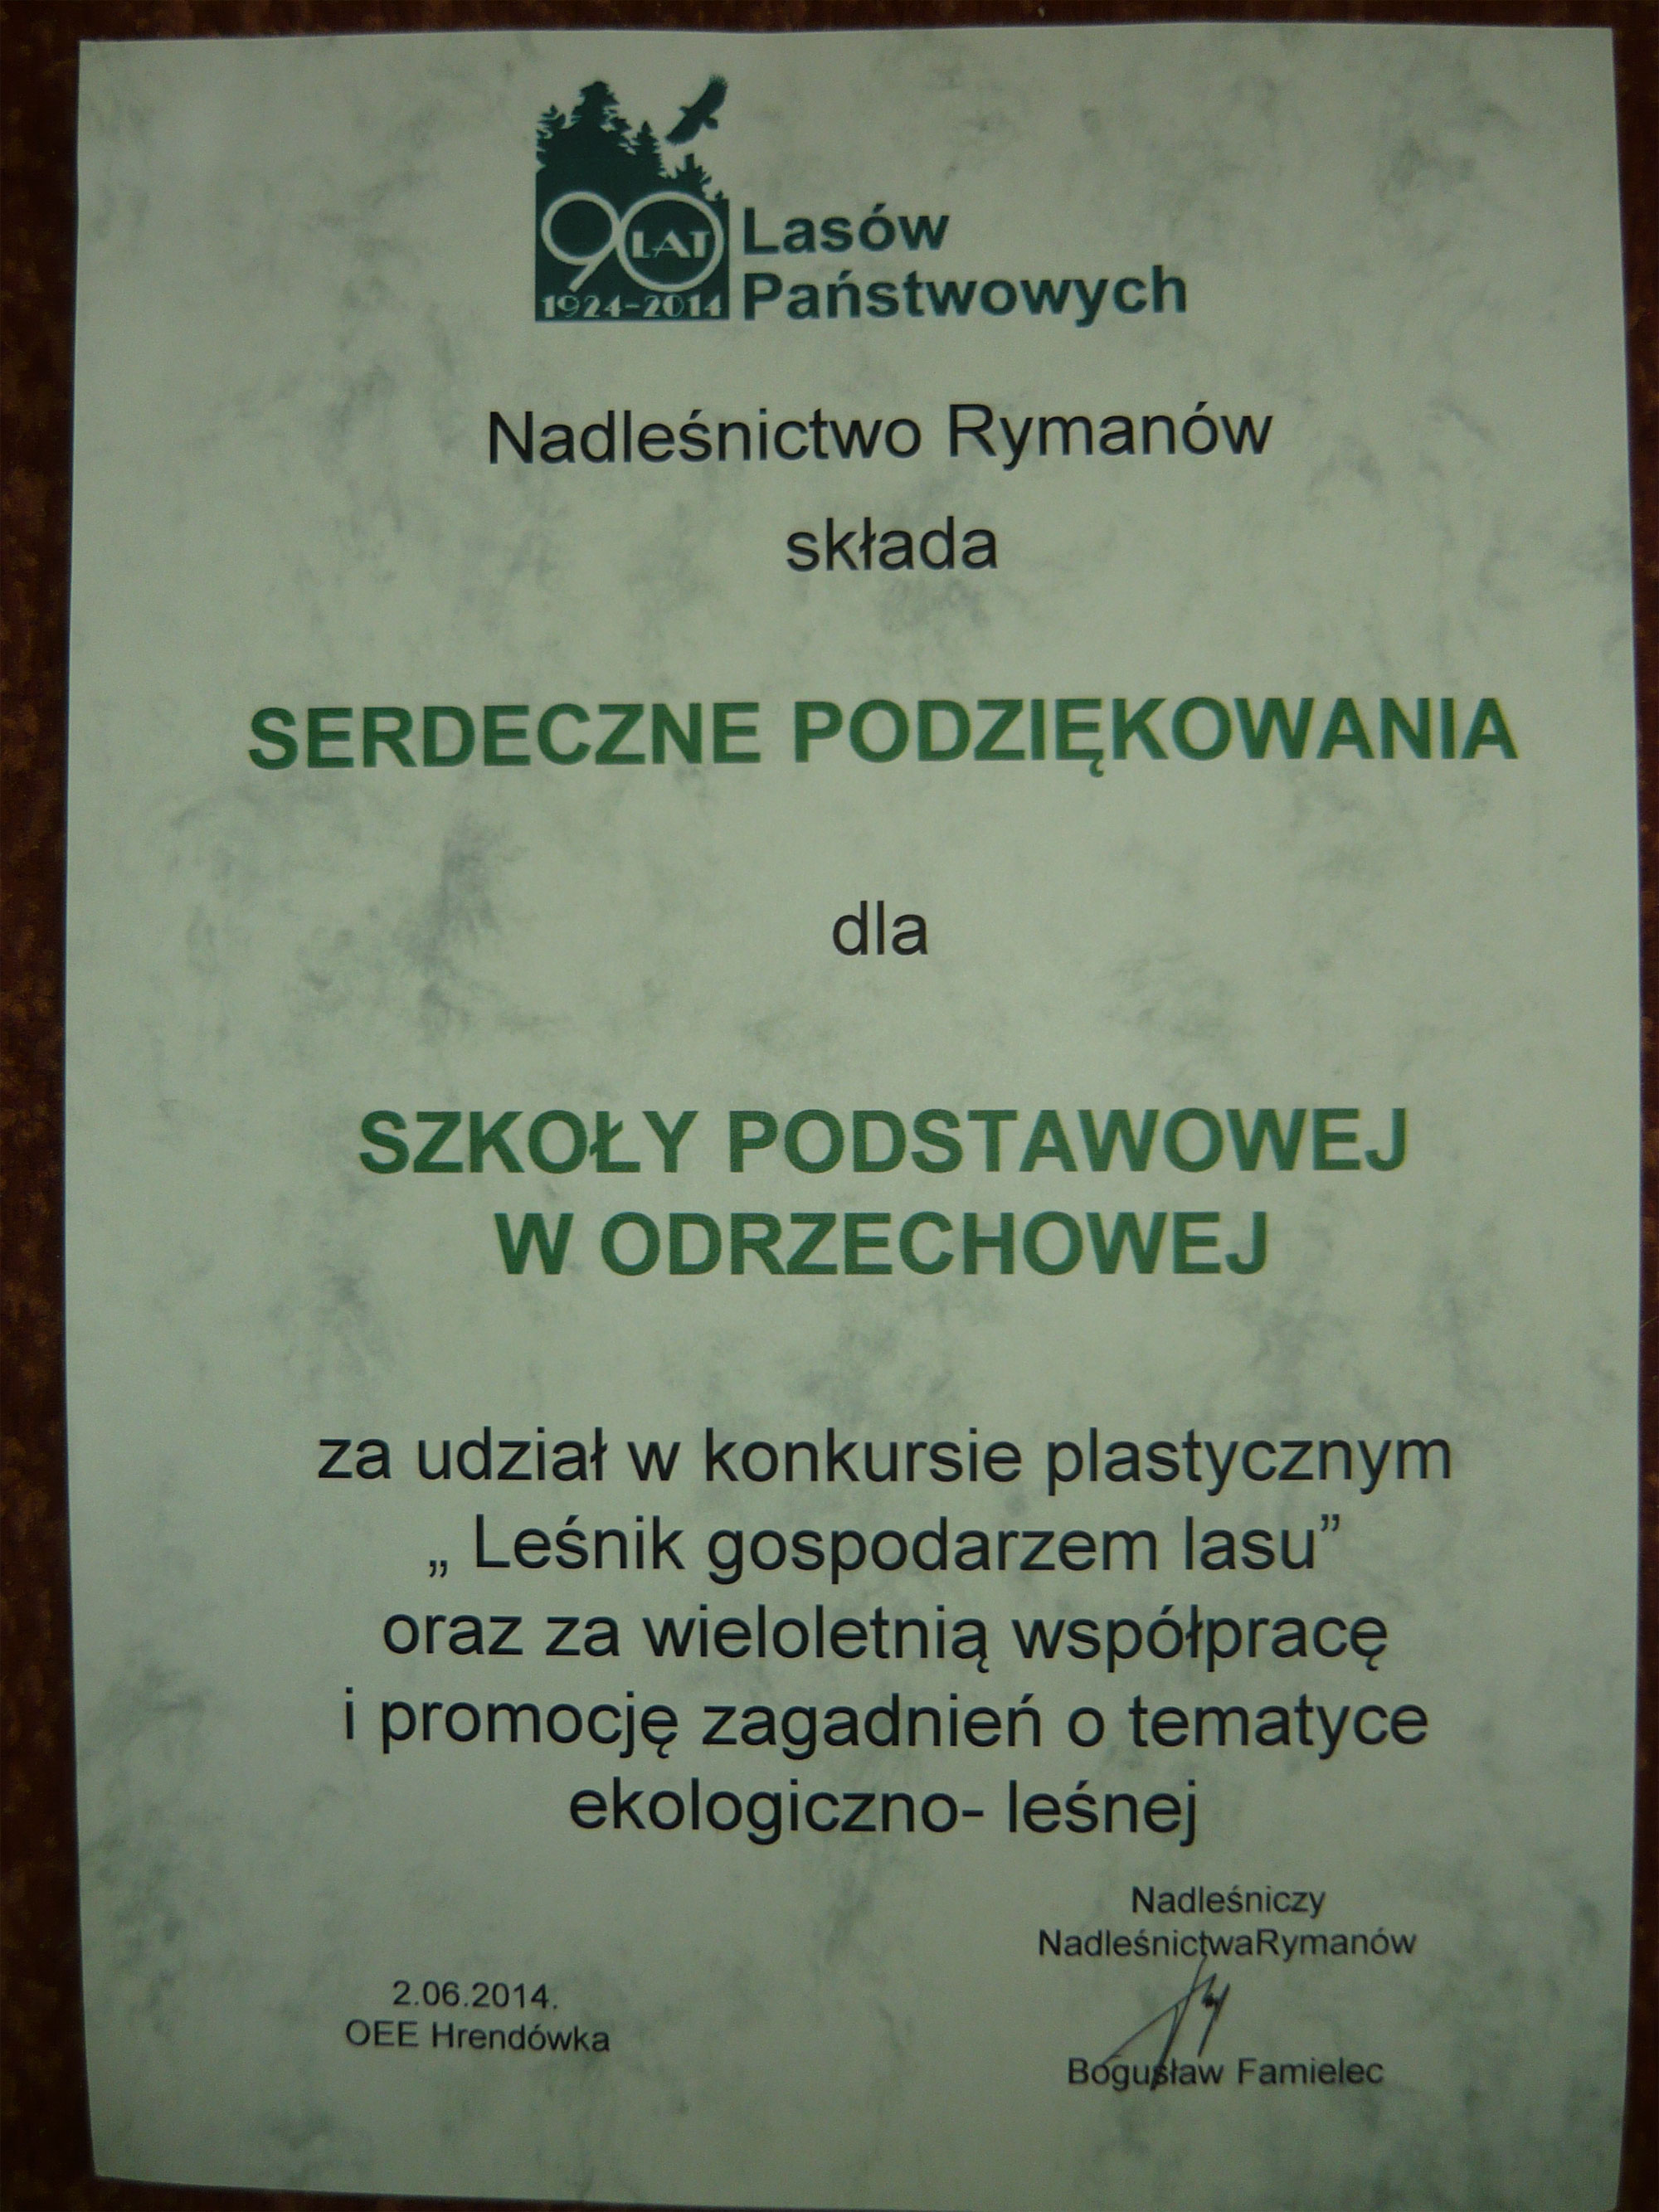 90 LAT
1924-2014
Lasów
Państwowych
Nadleśnictwo Rymanów
składa
SERDECZNE PODZIĘKOWANIA
dla
SZKOŁY PODSTAWOWEJ
W ODRZECHOWEJ
za udział w konkursie plastycznym
„ Leśnik gospodarzem lasu”
oraz za wieloletnią współpracę
i promocję zagadnień o tematyce
ekologiczno- leśnej
Nadleśniczy
NadleśnictwaRymanów
2.06.2014.
OEE Hrendówka
Bogusław Famielec